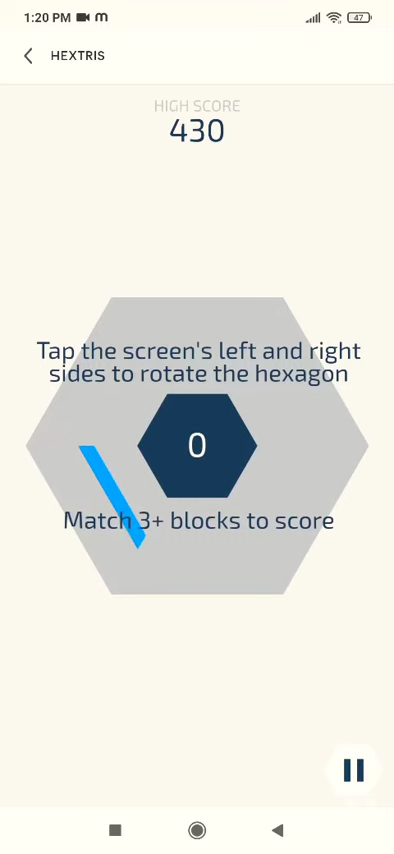 1:20 PM m 47
HEXTRIS
HIGH SCORE
430
Tap the screen's left and right
sides to rotate the hexagon
0
Match 3+ blocks to score